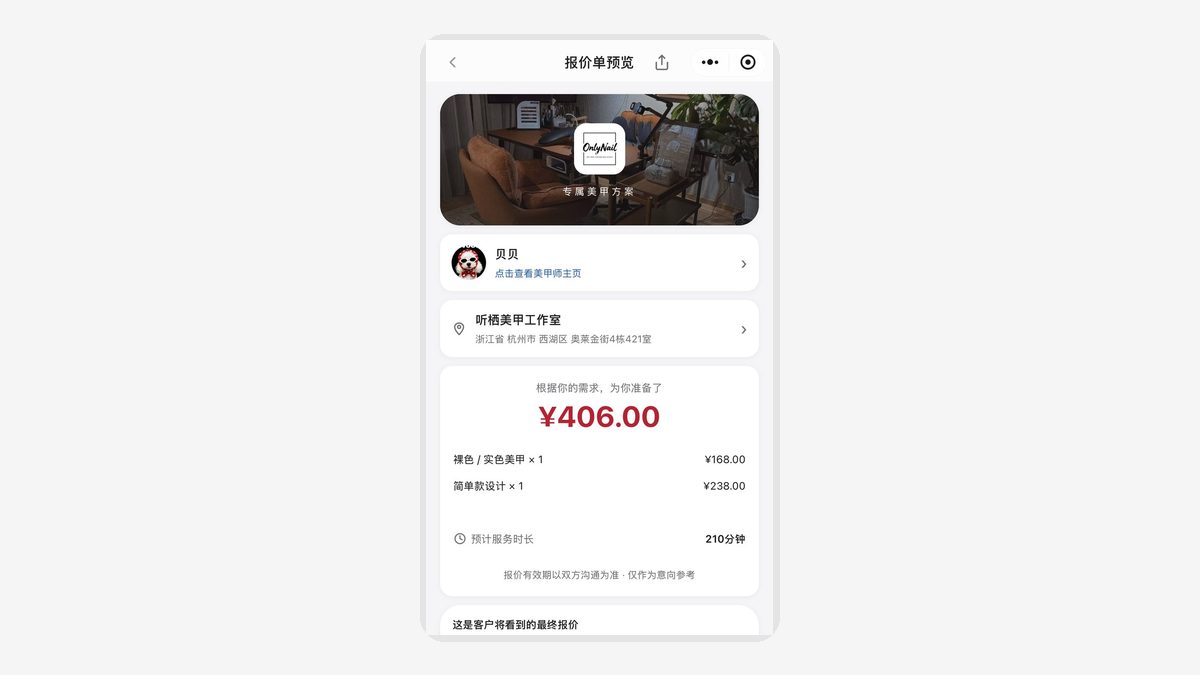 报价单预览
OnlyNail
专属美甲方案
贝贝
点击查看美甲师主页
听栖美甲工作室
浙江省 杭州市 西湖区 奥莱金街4栋421室
根据你的需求，为你准备了
¥406.00
裸色 / 实色美甲 × 1 ¥168.00
简单款设计 × 1 ¥238.00
预计服务时长 210分钟
报价有效期以双方沟通为准 · 仅作为意向参考
这是客户将看到的最终报价